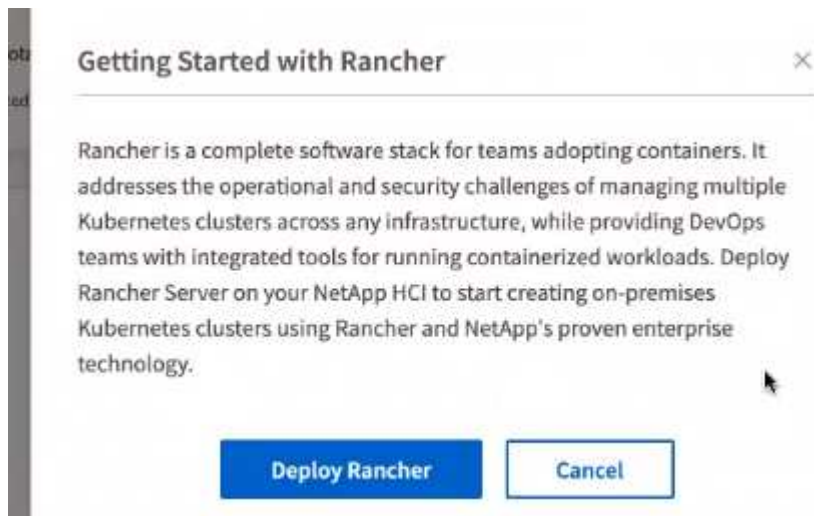 Getting Started with Rancher
Rancher is a complete software stack for teams adopting containers. It
addresses the operational and security challenges of managing multiple
Kubernetes clusters across any infrastructure, while providing DevOps
teams with integrated tools for running containerized workloads. Deploy
Rancher Server on your NetApp HCI to start creating on-premises
Kubernetes clusters using Rancher and NetApp's proven enterprise
technology.
Deploy Rancher Cancel